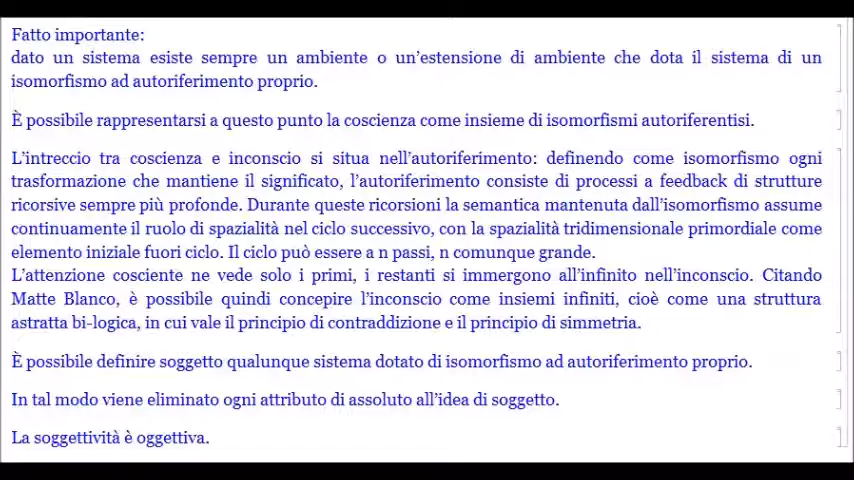 Fatto importante:
dato un sistema esiste sempre un ambiente o un'estensione di ambiente che dota il sistema di un
isomorfismo ad autoriferimento proprio.
È possibile rappresentarsi a questo punto la coscienza come insieme di isomorfismi autoriferentisi.
L'intreccio tra coscienza e inconscio si situa nell'autoriferimento: definendo come isomorfismo ogni
trasformazione che mantiene il significato, l'autoriferimento consiste di processi a feedback di strutture
ricorsive sempre più profonde. Durante queste ricorsioni la semantica mantenuta dall'isomorfismo assume
continuamente il ruolo di spazialità nel ciclo successivo, con la spazialità tridimensionale primordiale come
elemento iniziale fuori ciclo. Il ciclo può essere a n passi, n comunque grande.
L'attenzione cosciente ne vede solo i primi, i restanti si immergono all'infinito nell'inconscio. Citando
Matte Blanco, è possibile quindi concepire l'inconscio come insiemi infiniti, cioè come una struttura
astratta bi-logica, in cui vale il principio di contraddizione e il principio di simmetria.
È possibile definire soggetto qualunque sistema dotato di isomorfismo ad autoriferimento proprio.
In tal modo viene eliminato ogni attributo di assoluto all'idea di soggetto.
La soggettività è oggettiva.